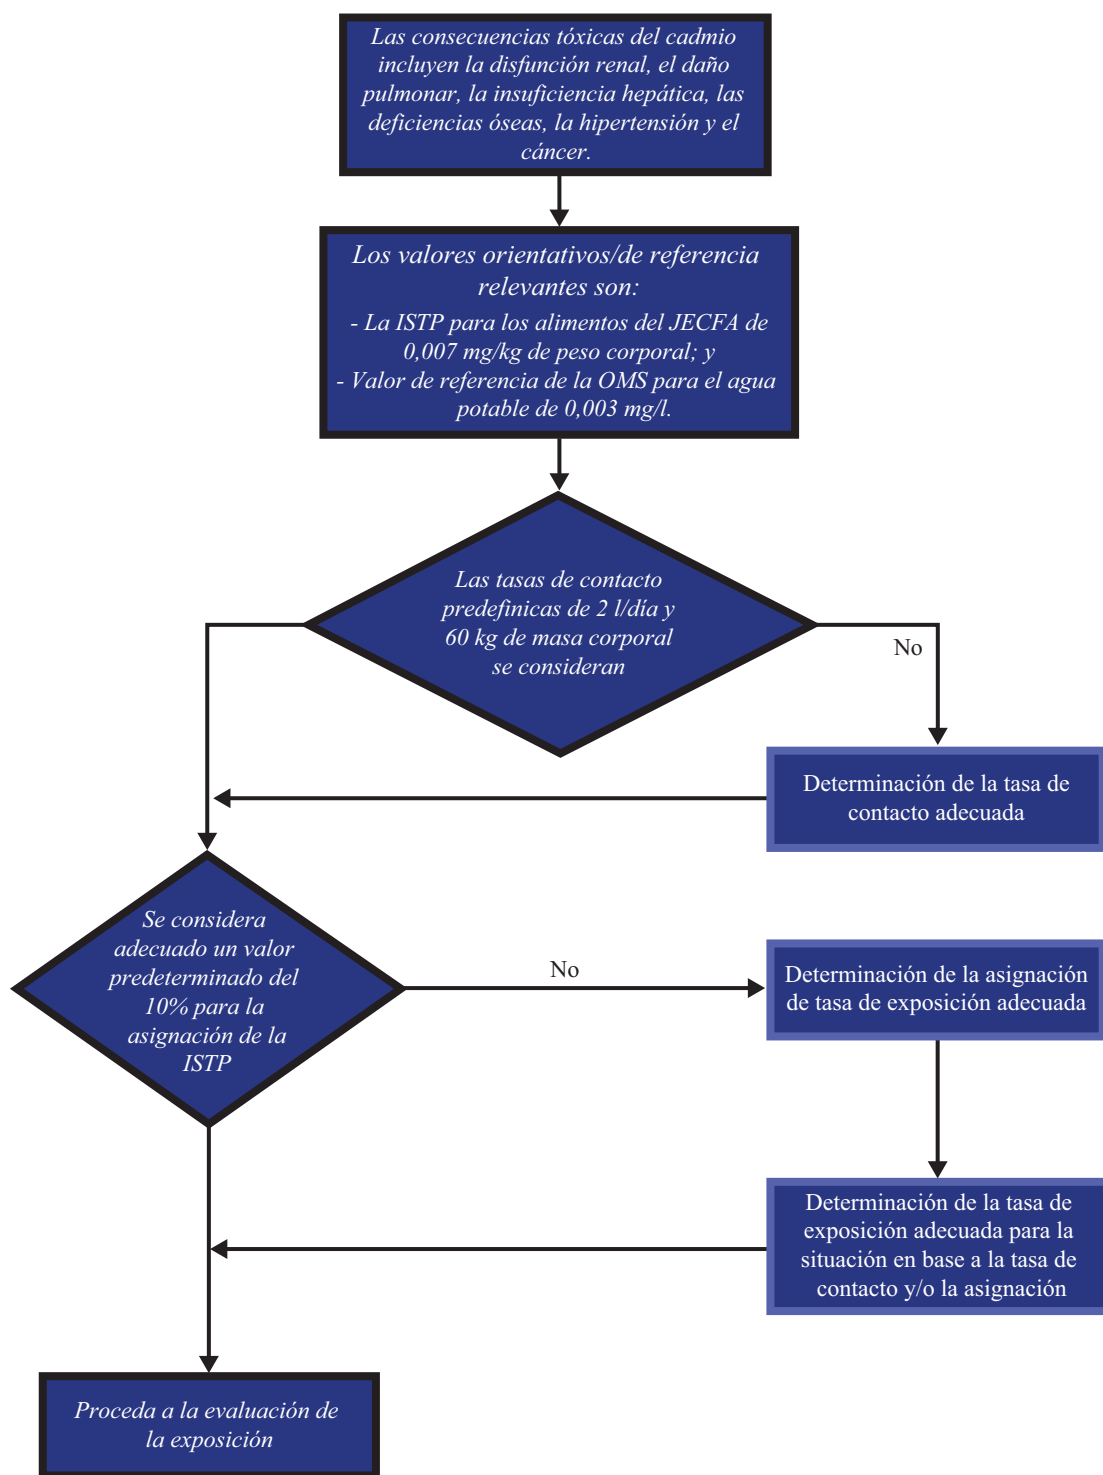 Las consecuencias tóxicas del cadmio
incluyen la disfunción renal, el daño
pulmonar, la insuficiencia hepática, las
deficiencias óseas, la hipertensión y el
cáncer.
Los valores orientativos/de referencia
relevantes son:
- La ISTP para los alimentos del JECFA de
0,007 mg/kg de peso corporal; y
- Valor de referencia de la OMS para el agua
potable de 0,003 mg/l.
Las tasas de contacto
predefinicas de 2 l/día y
60 kg de masa corporal
se consideran
No
Determinación de la tasa de
contacto adecuada
Se considera
adecuado un valor
predeterminado del
10% para la
asignación de la
ISTP
No
Determinación de la asignación
de tasa de exposición adecuada
Determinación de la tasa de
exposición adecuada para la
situación en base a la tasa de
contacto y/o la asignación
Proceda a la evaluación de
la exposición